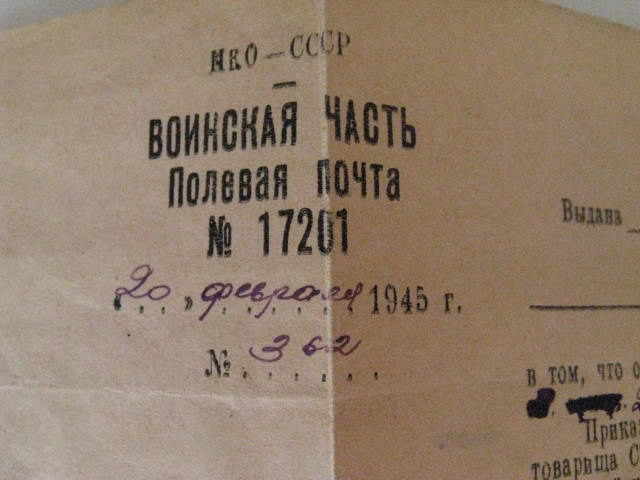 НКО—СССР
—
ВОИНСКАЯ ЧАСТЬ
Полевая почта
№ 17201
„20" февраля 1945 г.
№ 362
Выдана
в том, что о
Прика
товарища С